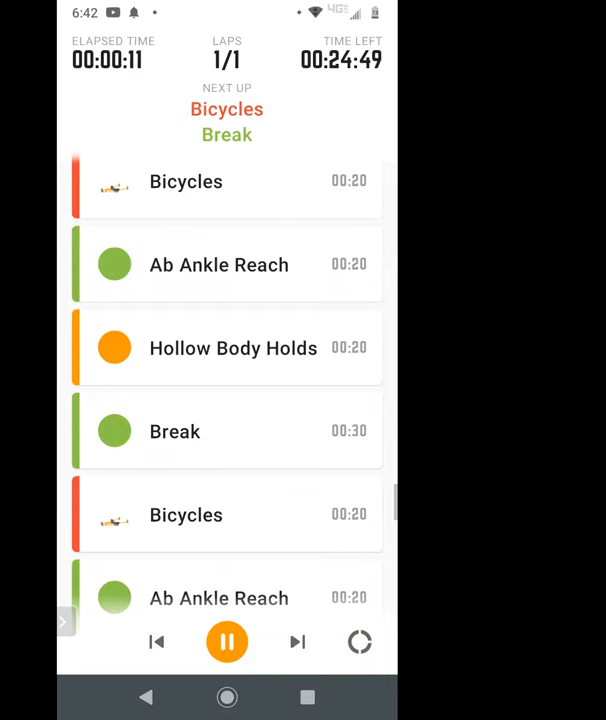 6:42 4G
ELAPSED TIME LAPS TIME LEFT
00:00:11 1/1 00:24:49
NEXT UP
Bicycles
Break
Bicycles 00:20
Ab Ankle Reach 00:20
Hollow Body Holds 00:20
Break 00:30
Bicycles 00:20
Ab Ankle Reach 00:20